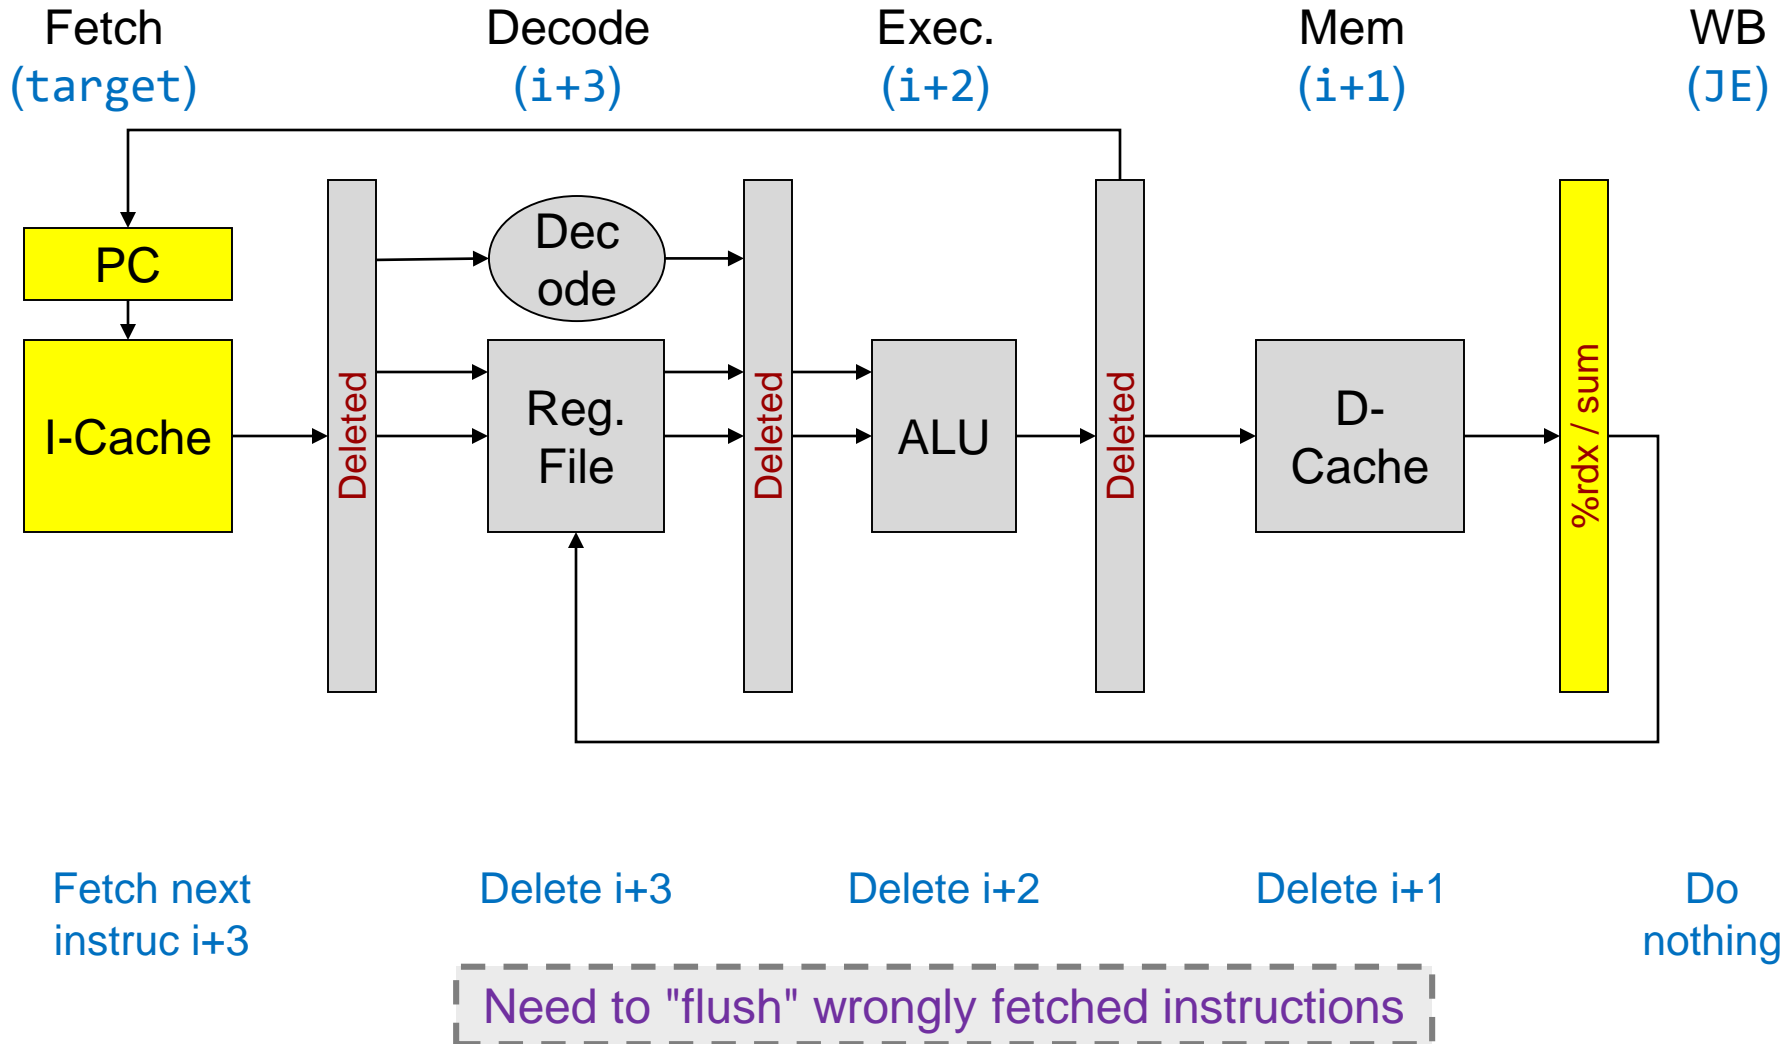 Fetch
(target)
Decode
(i+3)
Exec.
(i+2)
Mem
(i+1)
WB
(JE)
PC
I-Cache
Deleted
Dec
ode
Reg.
File
Deleted
ALU
Deleted
D-
Cache
%rdx / sum
Fetch next
instruc i+3
Delete i+3
Delete i+2
Delete i+1
Do
nothing
Need to "flush" wrongly fetched instructions